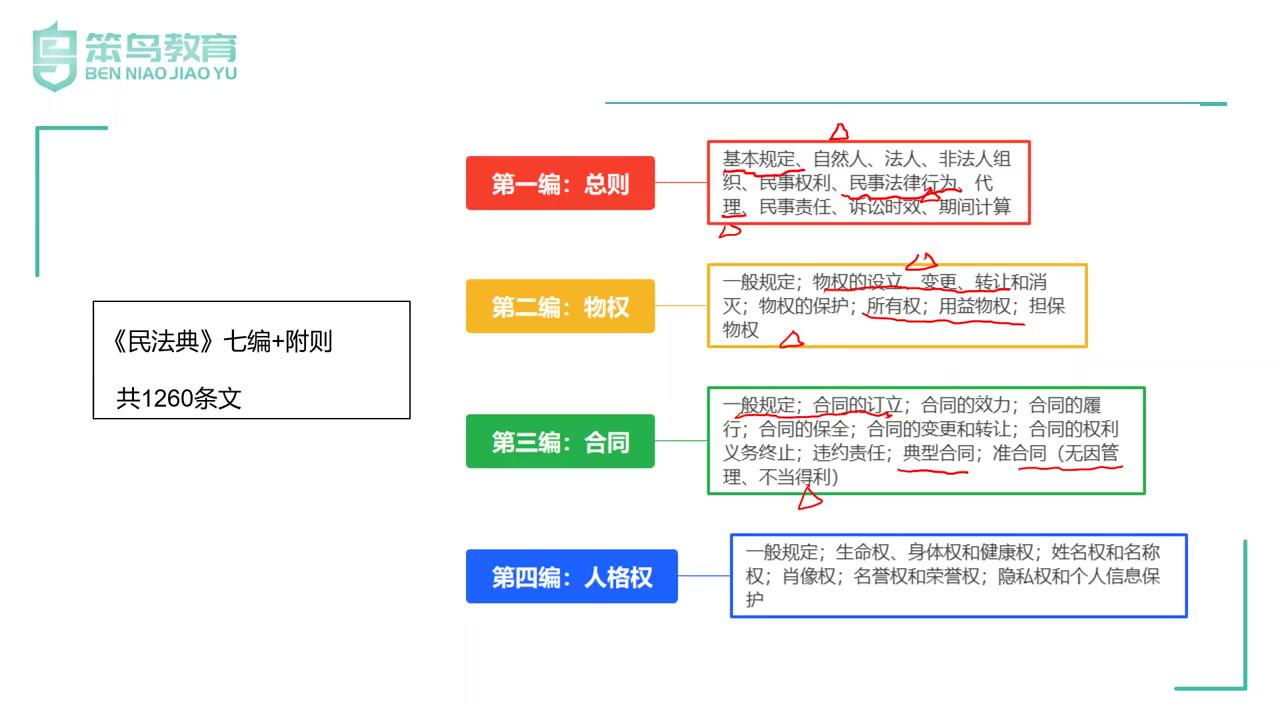 笨鸟教育
BEN NIAO JIAO YU
《民法典》七编+附则
共1260条文
第一编：总则
基本规定、自然人、法人、非法人组
织、民事权利、民事法律行为、代
理、民事责任、诉讼时效、期间计算
第二编：物权
一般规定；物权的设立、变更、转让和消
灭；物权的保护；所有权；用益物权；担保
物权
第三编：合同
一般规定；合同的订立；合同的效力；合同的履
行；合同的保全；合同的变更和转让；合同的权利
义务终止；违约责任；典型合同；准合同（无因管
理、不当得利）
第四编：人格权
一般规定；生命权、身体权和健康权；姓名权和名称
权；肖像权；名誉权和荣誉权；隐私权和个人信息保
护